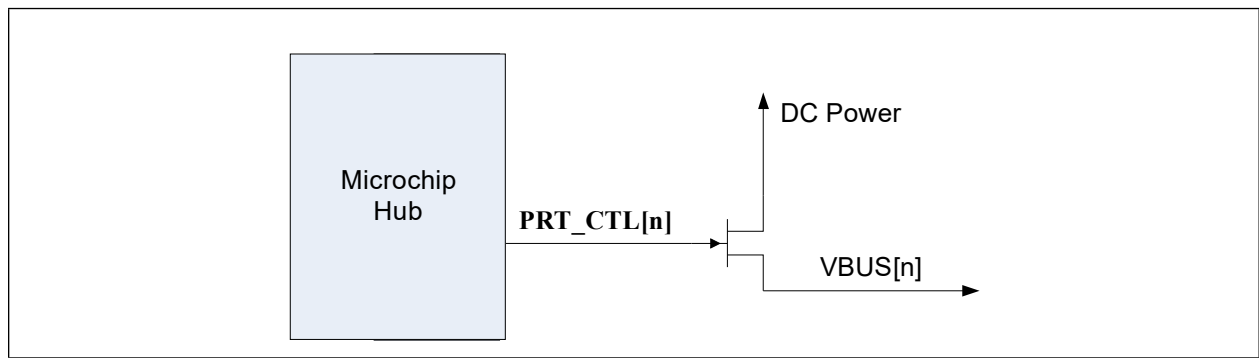 DC Power
Microchip
Hub
PRT_CTL[n]
VBUS[n]